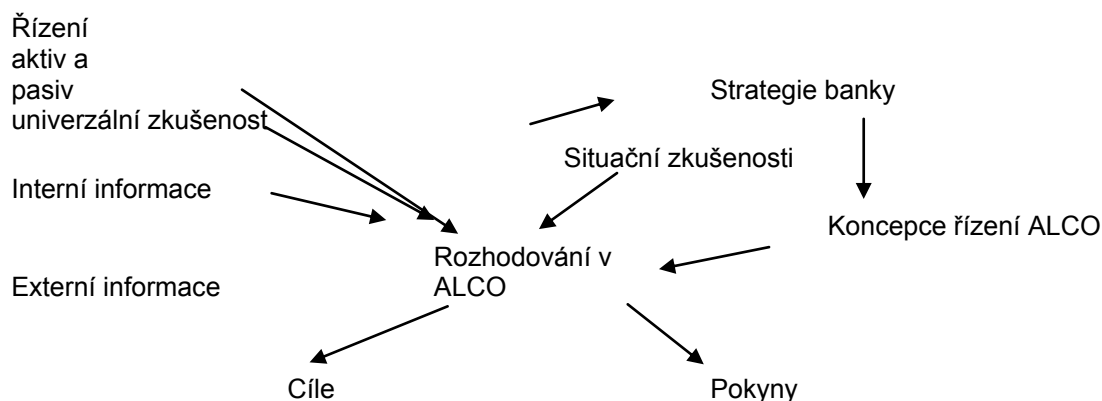 Řízení
aktiv a
pasiv
univerzální zkušenost
Strategie banky
Situační zkušenosti
Interní informace
Koncepce řízení ALCO
Rozhodování v
ALCO
Externí informace
Cíle
Pokyny